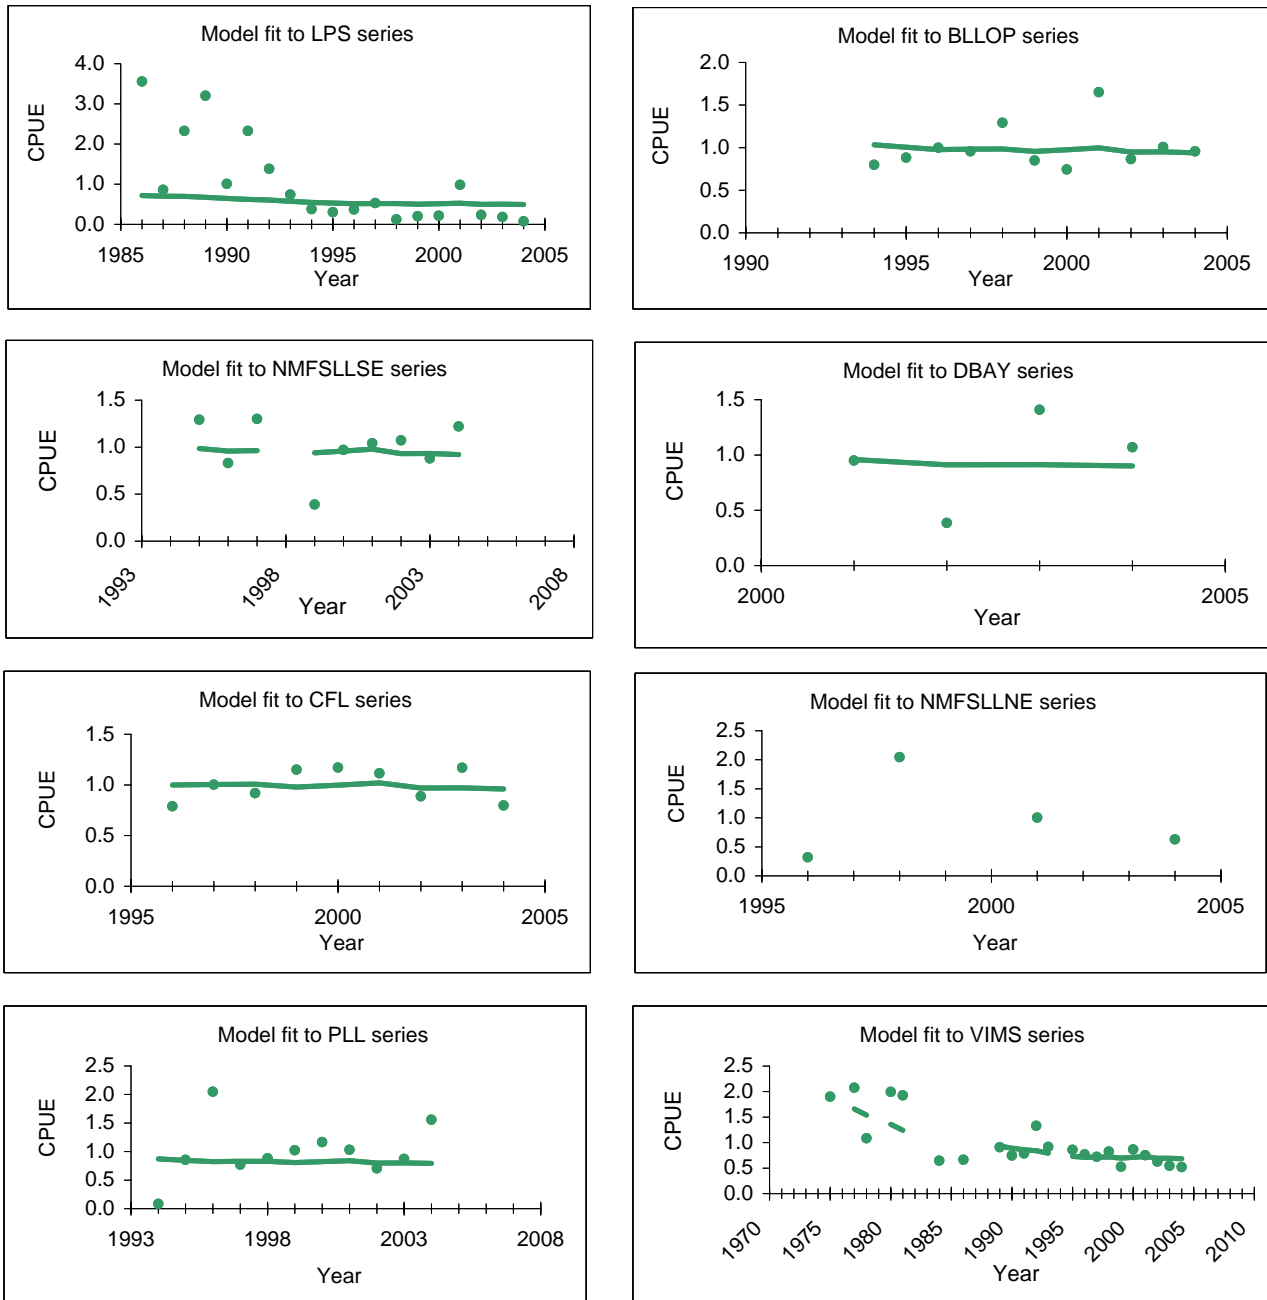 Model fit to LPS series
CPUE
4.0
3.0
2.0
1.0
0.0
1985 1990 1995 2000 2005
Year
Model fit to BLLOP series
CPUE
2.0
1.5
1.0
0.5
0.0
1990 1995 2000 2005
Year
Model fit to NMFSLLSE series
CPUE
1.5
1.0
0.5
0.0
1993 1998 2003 2008
Year
Model fit to DBAY series
CPUE
1.5
1.0
0.5
0.0
2000 2005
Year
Model fit to CFL series
CPUE
1.5
1.0
0.5
0.0
1995 2000 2005
Year
Model fit to NMFSLLNE series
CPUE
2.5
2.0
1.5
1.0
0.5
0.0
1995 2000 2005
Year
Model fit to PLL series
CPUE
2.5
2.0
1.5
1.0
0.5
0.0
1993 1998 2003 2008
Year
Model fit to VIMS series
CPUE
2.5
2.0
1.5
1.0
0.5
0.0
1970 1975 1980 1985 1990 1995 2000 2005 2010
Year